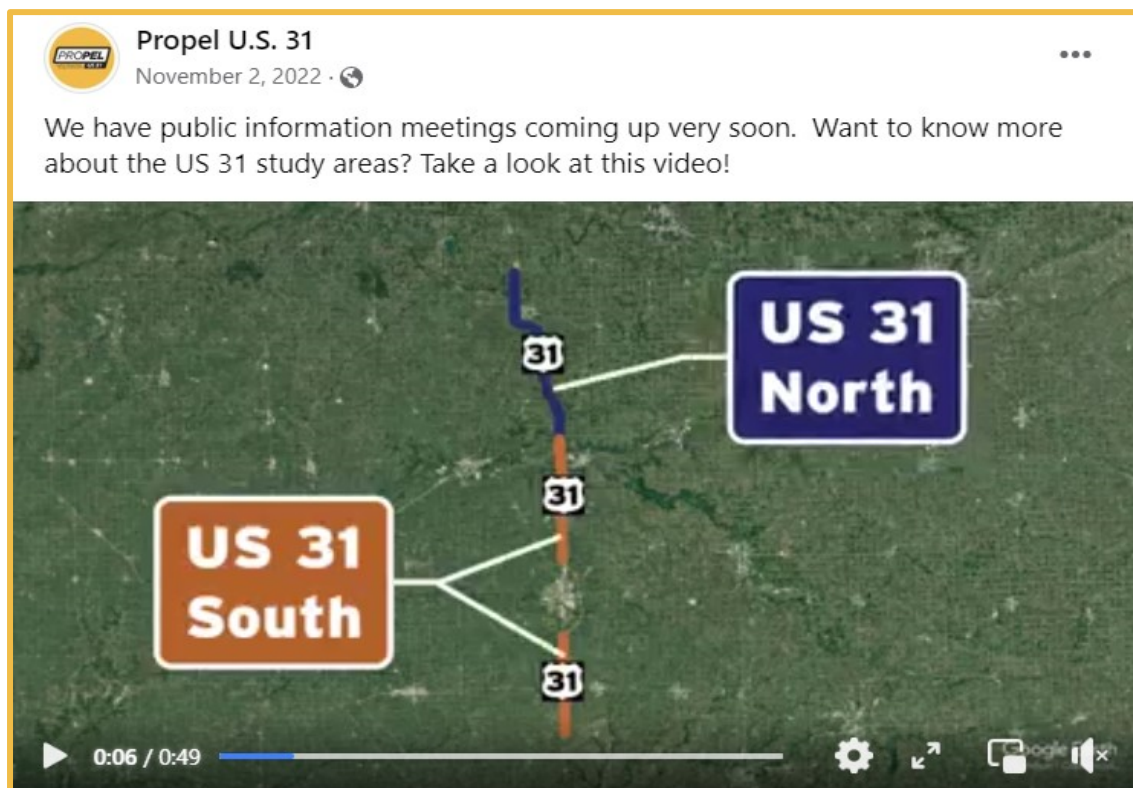 PROPEL
Propel U.S. 31
November 2, 2022 ·
We have public information meetings coming up very soon.  Want to know more
about the US 31 study areas? Take a look at this video!
31
US 31
North
31
US 31
South
31
0:06 / 0:49